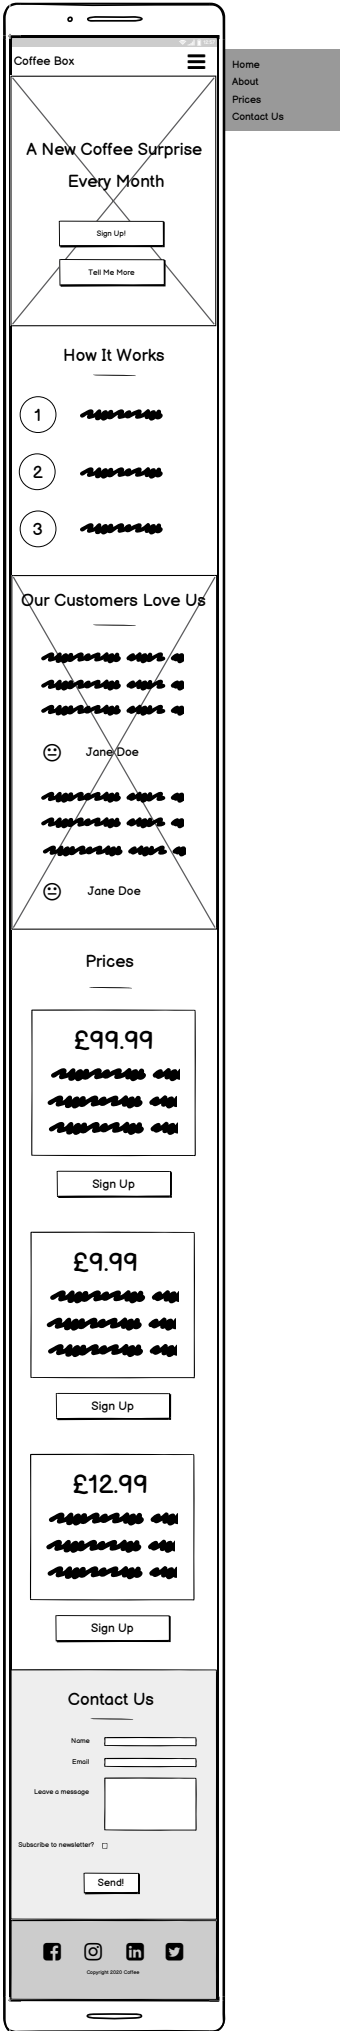 Coffee Box
Home
About
Prices
Contact Us
A New Coffee Surprise
Every Month
Sign Up!
Tell Me More
How It Works
1
2
3
Our Customers Love Us
Jane Doe
Jane Doe
Prices
£99.99
Sign Up
£9.99
Sign Up
£12.99
Sign Up
Contact Us
Name
Email
Leave a message
Subscribe to newsletter?
Send!
Copyright 2020 Coffee